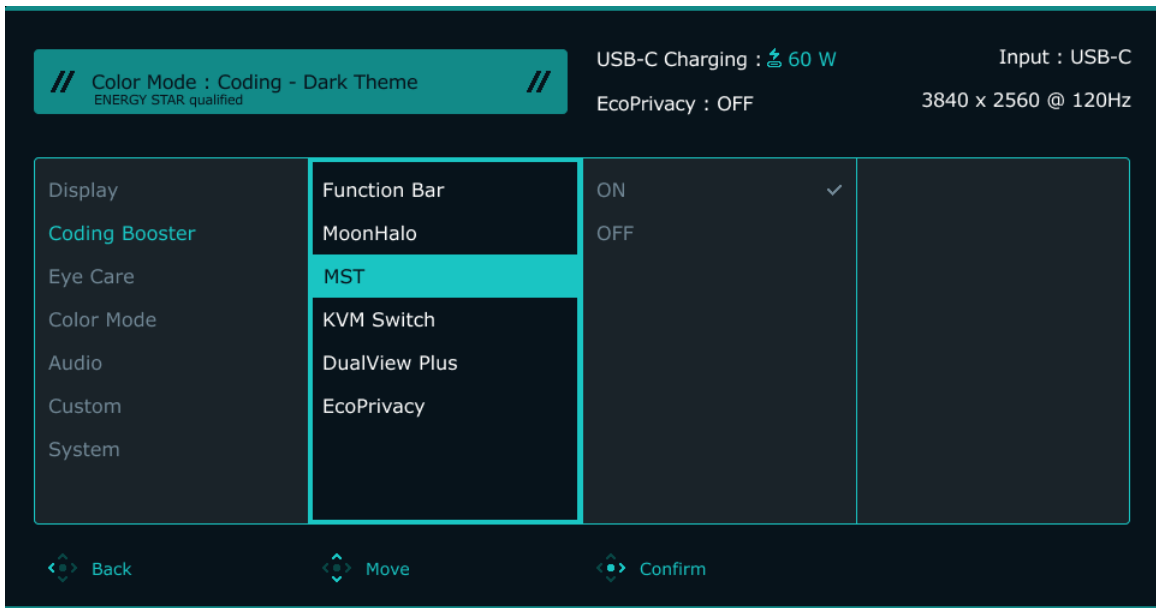 Color Mode : Coding - Dark Theme
ENERGY STAR qualified
USB-C Charging : 60 W
EcoPrivacy : OFF
Input : USB-C
3840 x 2560 @ 120Hz
Display
Coding Booster
Eye Care
Color Mode
Audio
Custom
System
Function Bar
MoonHalo
MST
KVM Switch
DualView Plus
EcoPrivacy
ON
OFF
Back
Move
Confirm